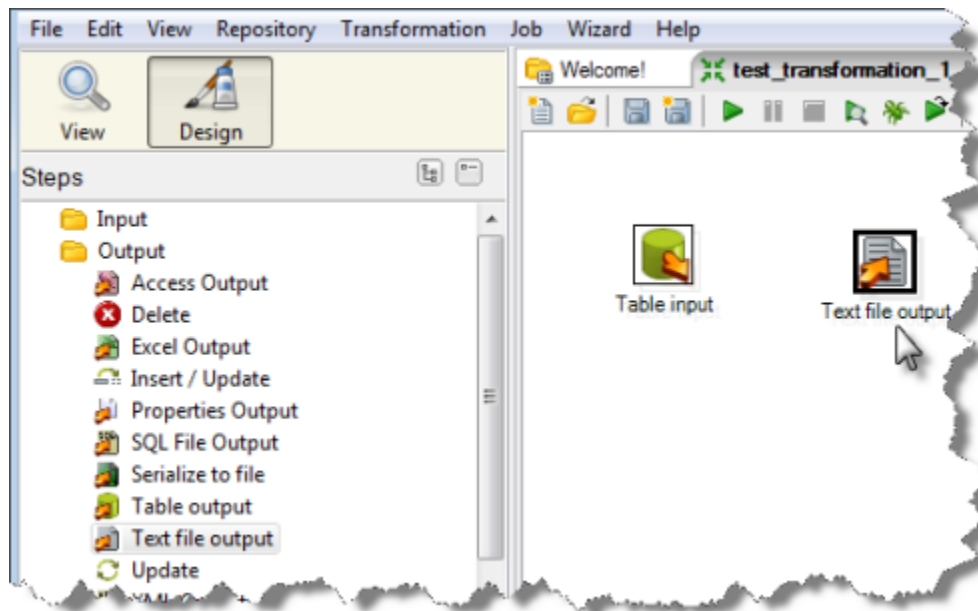 File Edit View Repository Transformation Job Wizard Help
View
Design
Steps
Input
Output
Access Output
Delete
Excel Output
Insert / Update
Properties Output
SQL File Output
Serialize to file
Table output
Text file output
Update
Welcome!
test_transformation_1
Table input
Text file output